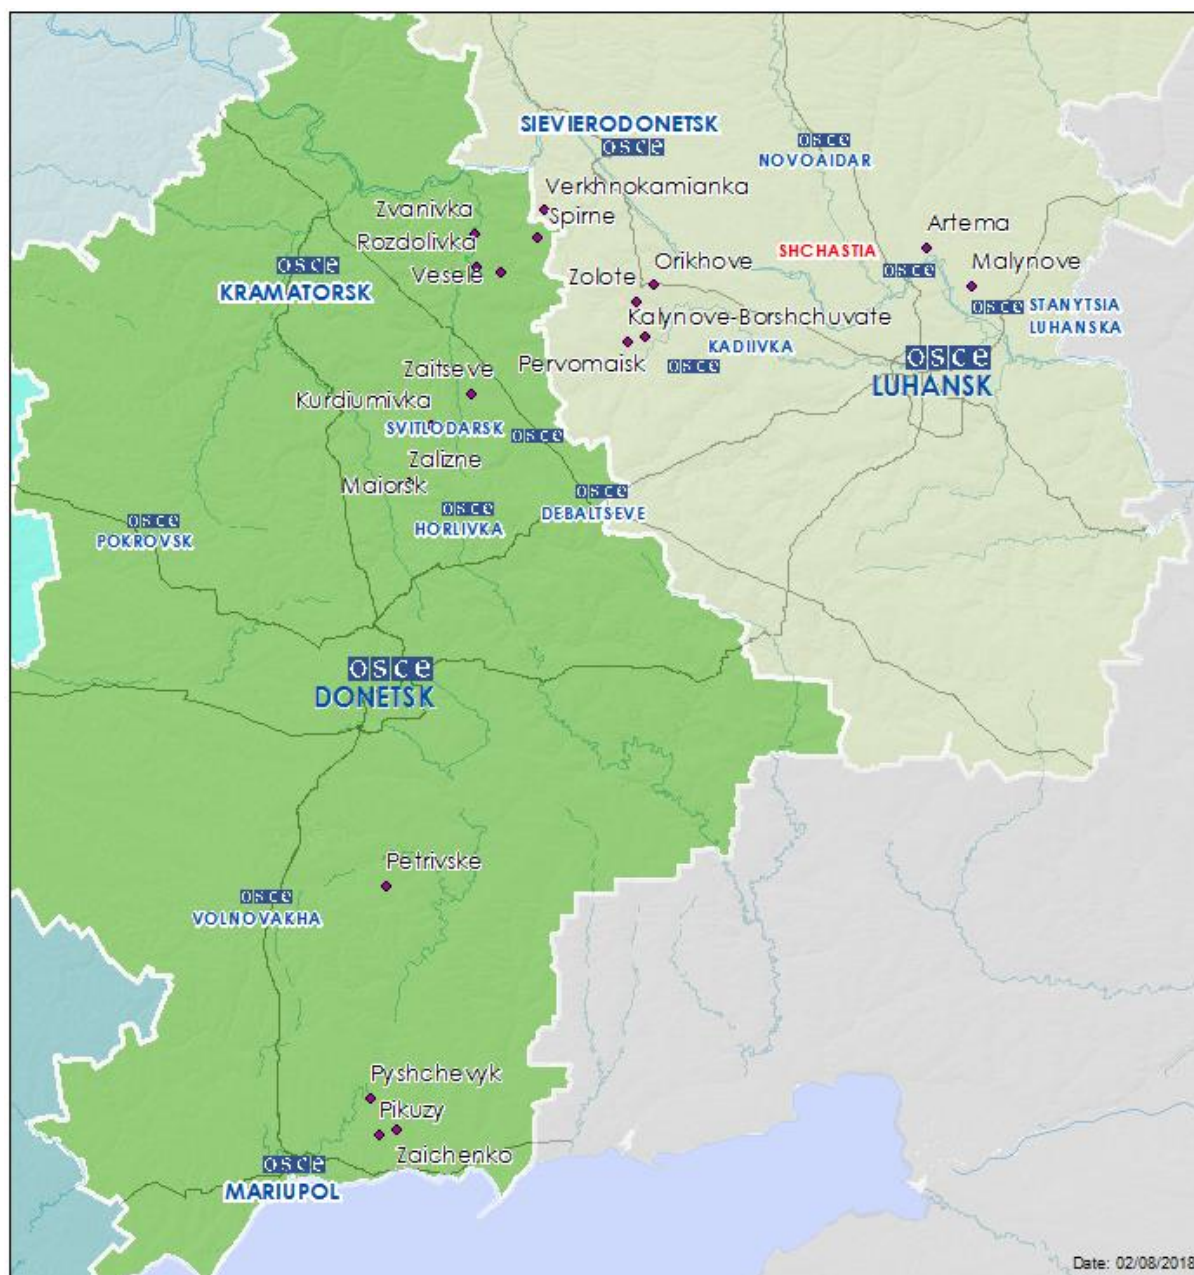 SIEVIERODONETSK
osce
osce
NOVOAIDAR
Verkhnokamianka
Zvanivka
Spirne
Artema
Rozdolivka
SHCHASTIA
osce
KRAMATORSK
Vesele
Zolote
Orikhove
osce
Malynove
osce
STANYTSIA
LUHANSKA
Kalynove-Borshchuvate
KADIIVKA
osce
Pervomaisk
osce
LUHANSK
Zaitseve
Kurdiumivka
SVITLODARSK
osce
Zalizne
Maiorsk
osce
HORLIVKA
osce
DEBALTSEVE
osce
POKROVSK
osce
DONETSK
Petrivske
osce
VOLNOVAKHA
Pyshchevyk
Pikuzy
Zaichenko
osce
MARIUPOL
Date: 02/08/2018